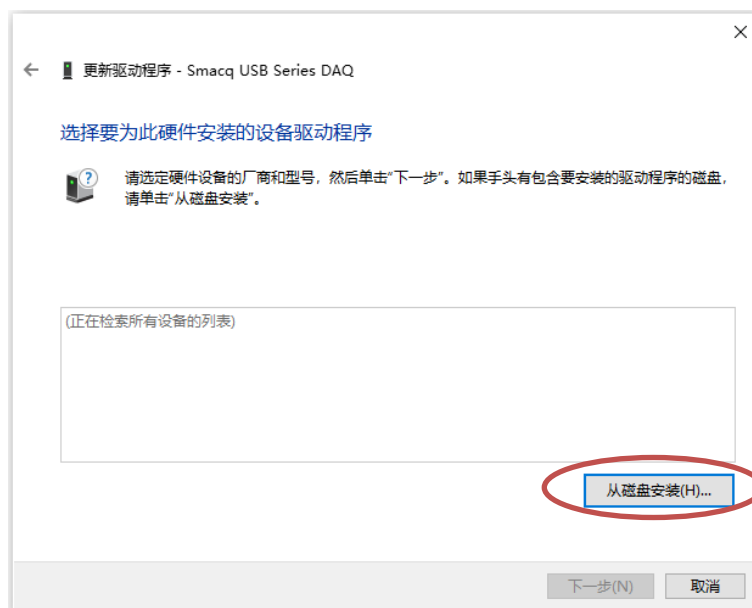 更新驱动程序 - Smacq USB Series DAQ
选择要为此硬件安装的设备驱动程序
请选定硬件设备的厂商和型号，然后单击“下一步”。如果手头有包含要安装的驱动程序的磁盘，
请单击“从磁盘安装”。
(正在检索所有设备的列表)
从磁盘安装(H)...
下一步(N)
取消